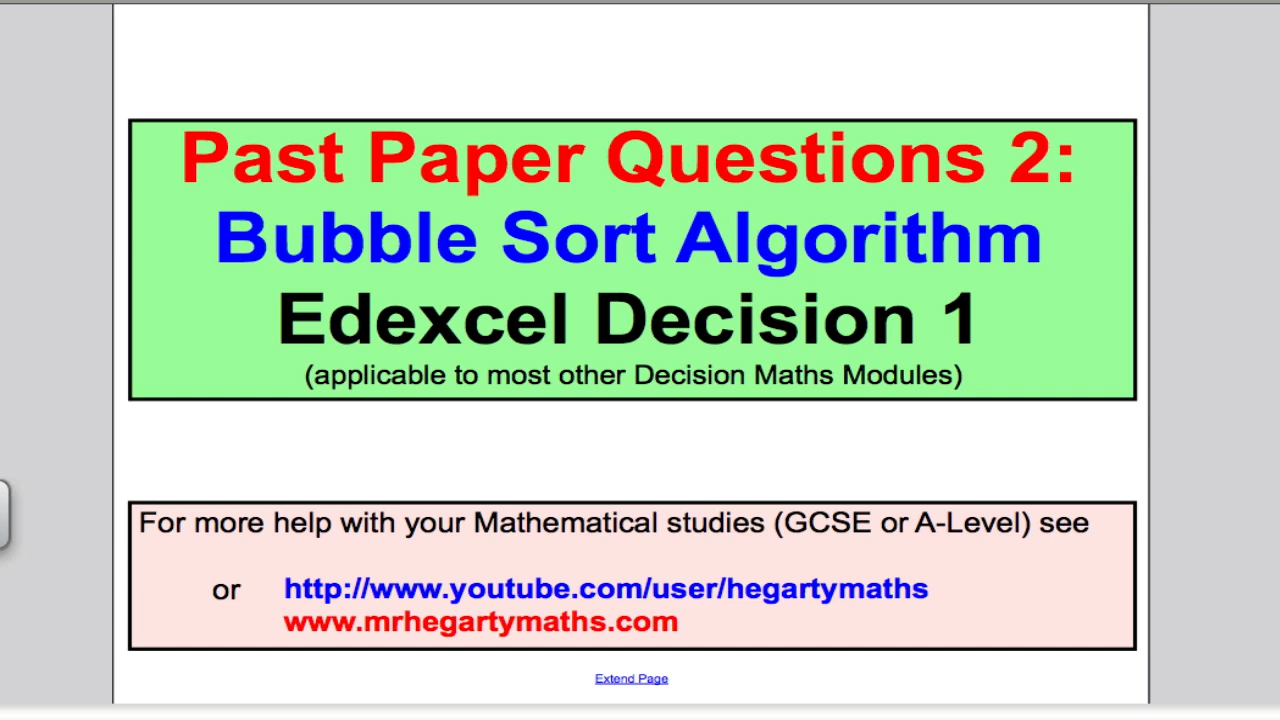 Past Paper Questions 2:
Bubble Sort Algorithm
Edexcel Decision 1
(applicable to most other Decision Maths Modules)
For more help with your Mathematical studies (GCSE or A-Level) see
or http://www.youtube.com/user/hegartymaths
www.mrhegartymaths.com
Extend Page